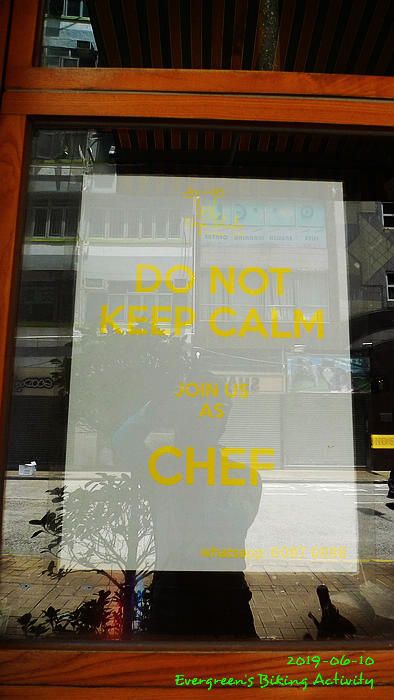 DO NOT
KEEP CALM
JOIN US
AS
CHEF
2019-06-10
Evergreen's Biking Activity